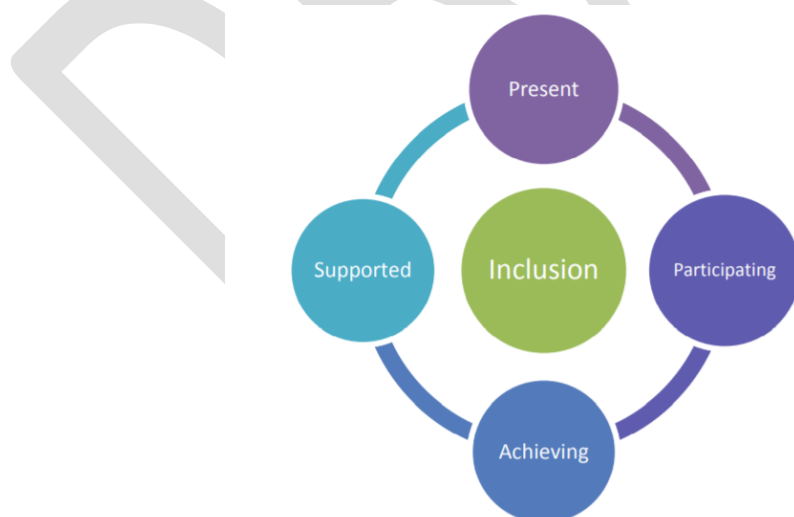 Present
Supported
Inclusion
Participating
Achieving